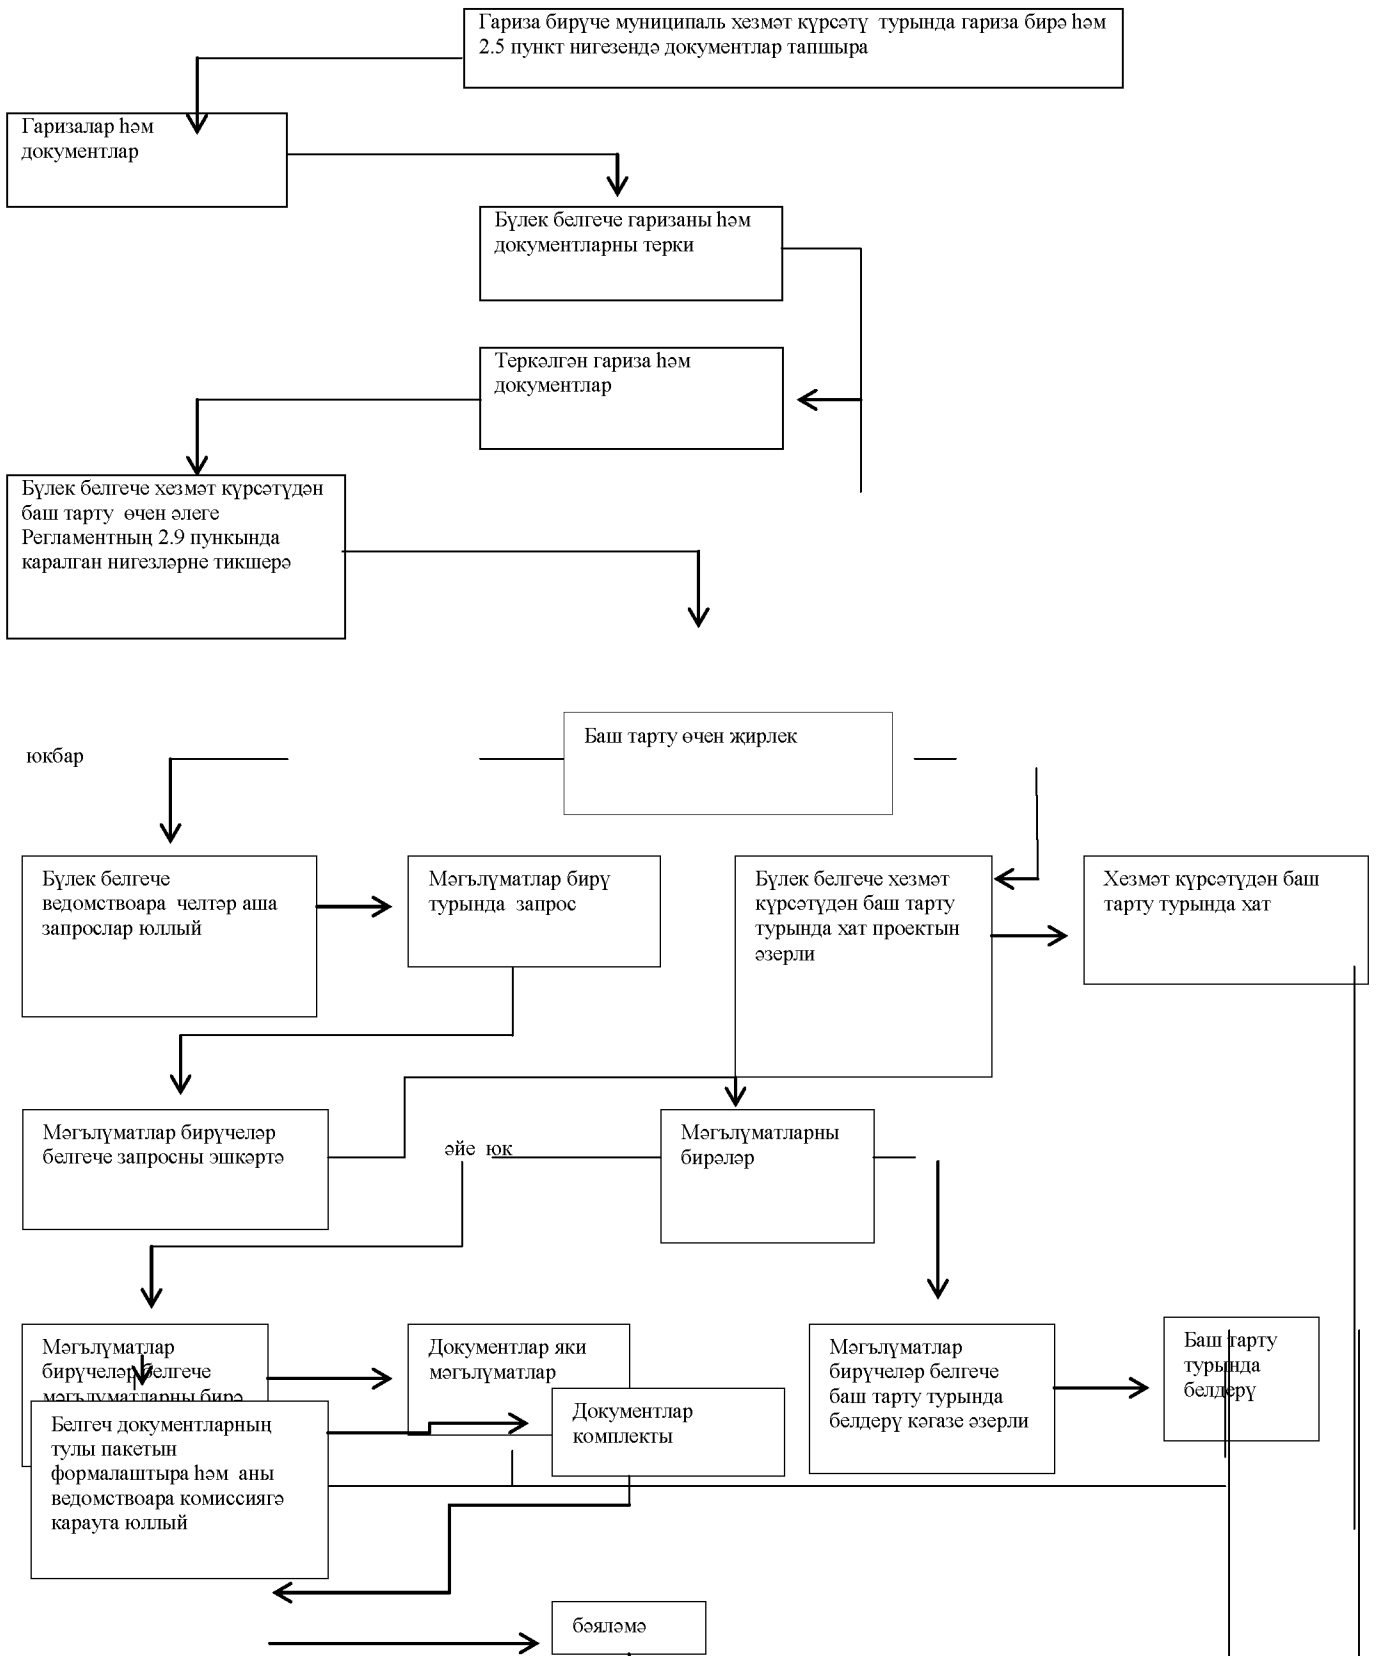 Гариза бирүче муниципаль хезмәт күрсәтү турында гариза бирә һәм
2.5 пункт нигезендә документлар тапшыра
Гаризалар һәм
документлар
Бүлек белгече гаризаны һәм
документларны терки
Теркәлгән гариза һәм
документлар
Бүлек белгече хезмәт күрсәтүдән
баш тарту өчен әлеге
Регламентның 2.9 пункында
каралган нигезләрне тикшерә
Баш тарту өчен җирлек
юкбар
Бүлек белгече
ведомствоара челтәр аша
запрослар юллый
Мәгълүматлар бирү
турында запрос
Бүлек белгече хезмәт
күрсәтүдән баш тарту
турында хат проектын
әзерли
Хезмәт күрсәтүдән баш
тарту турында хат
Мәгълүматлар бирүчеләр
белгече запросны эшкәртә
әйе юк
Мәгълүматларны
бирәләр
Мәгълүматлар
бирүчеләр белгече
мәгълүматларны бирә
Документлар яки
мәгълүматлар
Мәгълүматлар
бирүчеләр белгече
баш тарту турында
белдерү кәгазе әзерли
Баш тарту
турында
белдерү
Белгеч документларның
тулы пакетын
формалаштыра һәм аны
ведомствоара комиссиягә
карауга юллый
Документлар
комплекты
бәяләмә